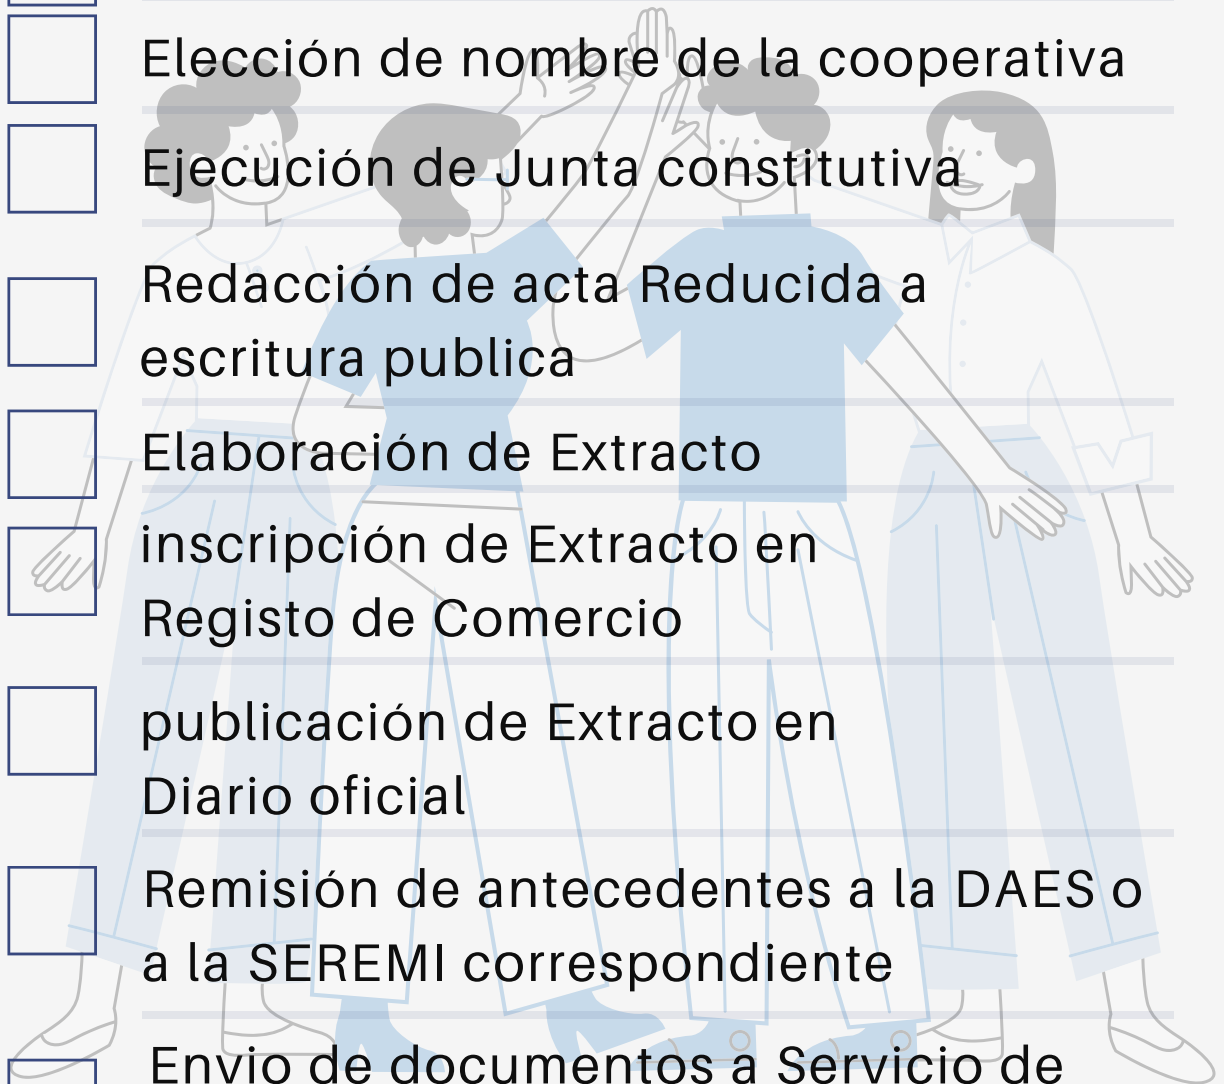 Elección de nombre de la cooperativa
Ejecución de Junta constitutiva
Redacción de acta Reducida a
escritura publica
Elaboración de Extracto
inscripción de Extracto en
Registo de Comercio
publicación de Extracto en
Diario oficial
Remisión de antecedentes a la DAES o
a la SEREMI correspondiente
Envio de documentos a Servicio de